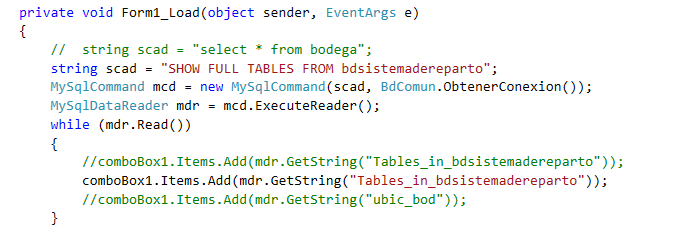 private void Form1_Load(object sender, EventArgs e)
{
//  string scad = "select * from bodega";
string scad = "SHOW FULL TABLES FROM bdsistemadereparto";
MySqlCommand mcd = new MySqlCommand(scad, BdComun.ObtenerConexion());
MySqlDataReader mdr = mcd.ExecuteReader();
while (mdr.Read())
{
//comboBox1.Items.Add(mdr.GetString("Tables_in_bdsistemadereparto"));
comboBox1.Items.Add(mdr.GetString("Tables_in_bdsistemadereparto"));
//comboBox1.Items.Add(mdr.GetString("ubic_bod"));
}